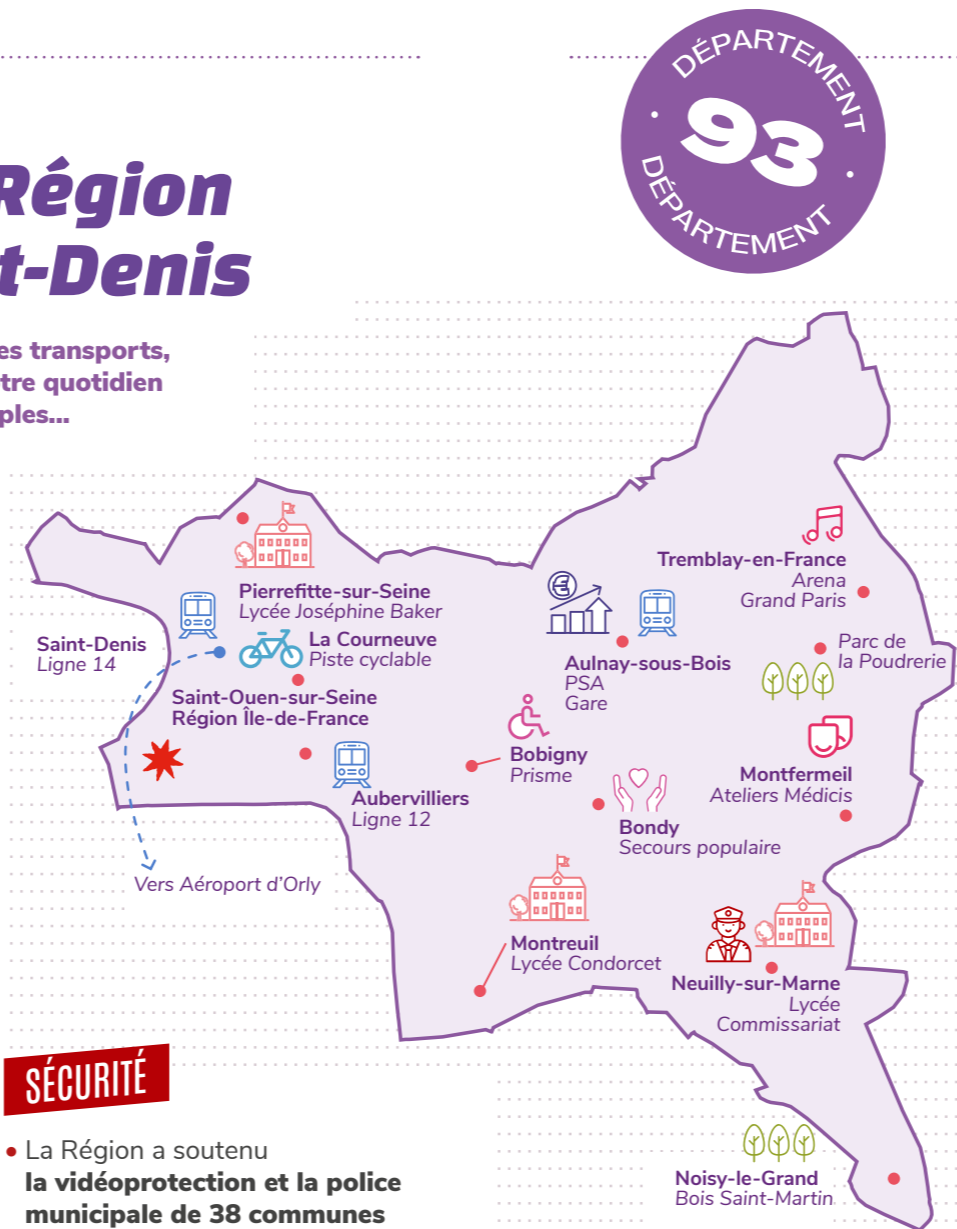 DÉPARTEMENT
93
DÉPARTEMENT
Région
t-Denis
es transports,
tre quotidien
ples...
Pierrefitte-sur-Seine
Lycée Joséphine Baker
Saint-Denis
Ligne 14
La Courneuve
Piste cyclable
Saint-Ouen-sur-Seine
Région Île-de-France
Aubervilliers
Ligne 12
Vers Aéroport d'Orly
Tremblay-en-France
Arena
Grand Paris
Parc de
la Poudrerie
Aulnay-sous-Bois
PSA
Gare
Bobigny
Prisme
Montfermeil
Ateliers Médicis
Bondy
Secours populaire
Montreuil
Lycée Condorcet
Neuilly-sur-Marne
Lycée
Commissariat
Noisy-le-Grand
Bois Saint-Martin
SÉCURITÉ
• La Région a soutenu
la vidéoprotection et la police
municipale de 38 communes